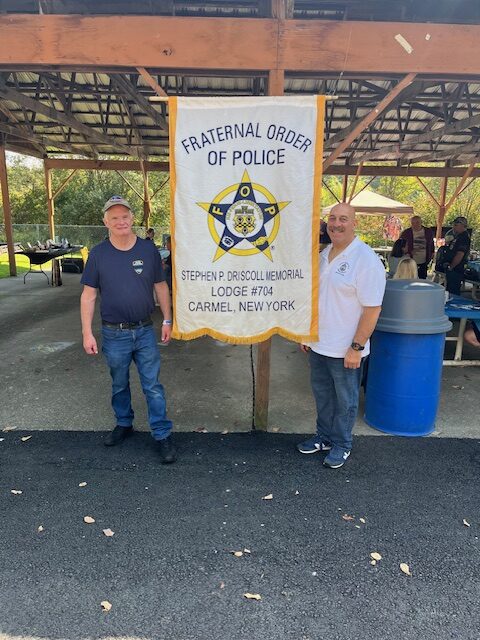 FRATERNAL ORDER
OF POLICE
F O P
STEPHEN P. DRISCOLL MEMORIAL
LODGE #704
CARMEL, NEW YORK